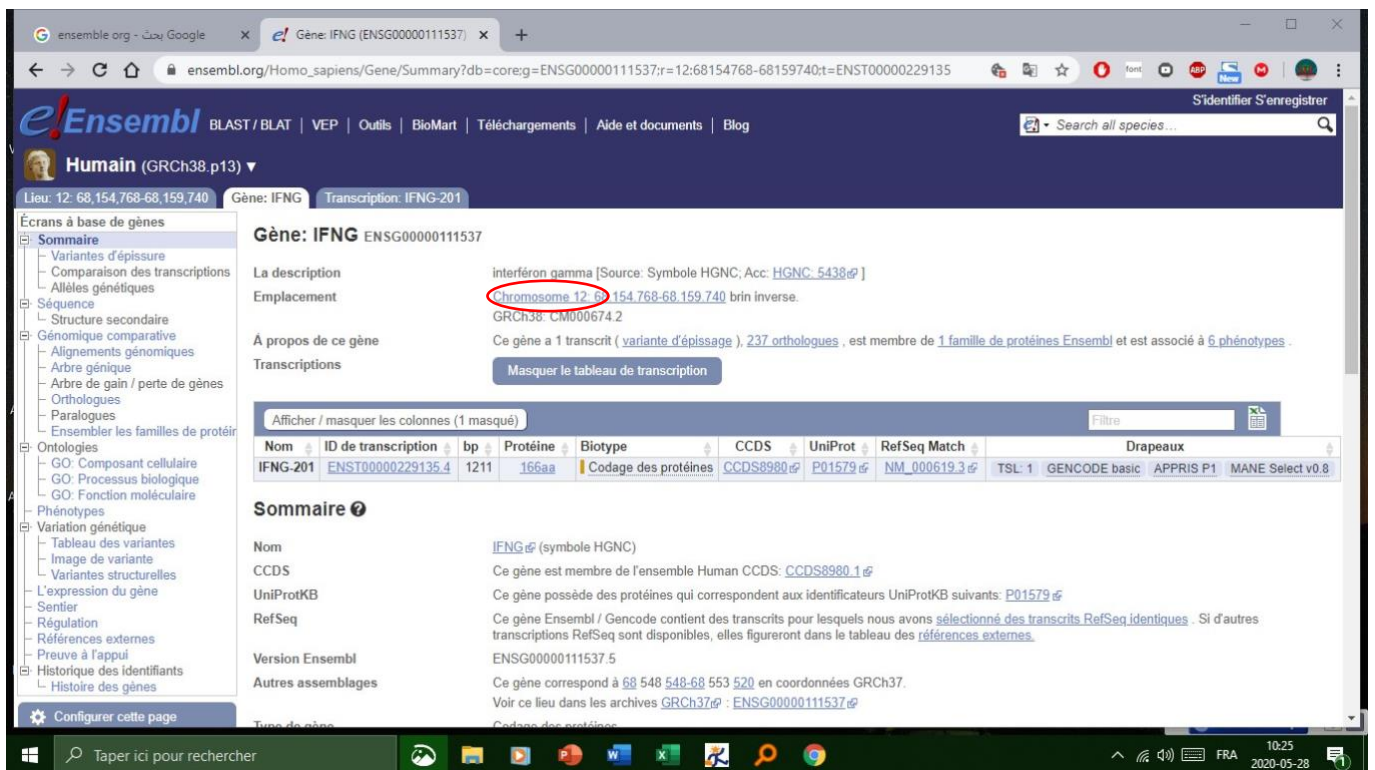 ensemble org - بحث Google
Gène: IFNG (ENSG00000111537)
ensembl.org/Homo_sapiens/Gene/Summary?db=core;g=ENSG00000111537;r=12:68154768-68159740;t=ENST00000229135
font
ABP
New
S'identifier S'enregistrer
e!Ensembl BLAST / BLAT | VEP | Outils | BioMart | Téléchargements | Aide et documents | Blog
Search all species...
Humain (GRCh38.p13) ▼
Lieu: 12: 68,154,768-68,159,740 Gène: IFNG Transcription: IFNG-201
Écrans à base de gènes
Sommaire
Variantes d'épissure
Comparaison des transcriptions
Allèles génétiques
Séquence
Structure secondaire
Génomique comparative
Alignements génomiques
Arbre génique
Arbre de gain / perte de gènes
Orthologues
Paralogues
Ensembler les familles de protéir
Ontologies
GO: Composant cellulaire
GO: Processus biologique
GO: Fonction moléculaire
Phénotypes
Variation génétique
Tableau des variantes
Image de variante
Variantes structurelles
L'expression du gène
Sentier
Régulation
Références externes
Preuve à l'appui
Historique des identifiants
Histoire des gènes
Configurer cette page
Gène: IFNG ENSG00000111537
La description interféron gamma [Source: Symbole HGNC; Acc: HGNC: 5438 ]
Emplacement Chromosome 12: 68.154.768-68.159.740 brin inverse.
GRCh38: CM000674.2
À propos de ce gène Ce gène a 1 transcrit ( variante d'épissage ), 237 orthologues , est membre de 1 famille de protéines Ensembl et est associé à 6 phénotypes .
Transcriptions Masquer le tableau de transcription
Afficher / masquer les colonnes (1 masqué) Filtre
Nom ID de transcription bp Protéine Biotype CCDS UniProt RefSeq Match Drapeaux
IFNG-201 ENST00000229135.4 1211 166aa Codage des protéines CCDS8980 P01579 NM_000619.3 TSL: 1 GENCODE basic APPRIS P1 MANE Select v0.8
Sommaire
Nom IFNG (symbole HGNC)
CCDS Ce gène est membre de l'ensemble Human CCDS: CCDS8980.1
UniProtKB Ce gène possède des protéines qui correspondent aux identificateurs UniProtKB suivants: P01579
RefSeq Ce gène Ensembl / Gencode contient des transcrits pour lesquels nous avons sélectionné des transcrits RefSeq identiques . Si d'autres
transcriptions RefSeq sont disponibles, elles figureront dans le tableau des références externes.
Version Ensembl ENSG00000111537.5
Autres assemblages Ce gène correspond à 68 548 548-68 553 520 en coordonnées GRCh37.
Voir ce lieu dans les archives GRCh37 : ENSG00000111537
Type de gène Codage des protéines
Taper ici pour rechercher
FRA
10:25
2020-05-28